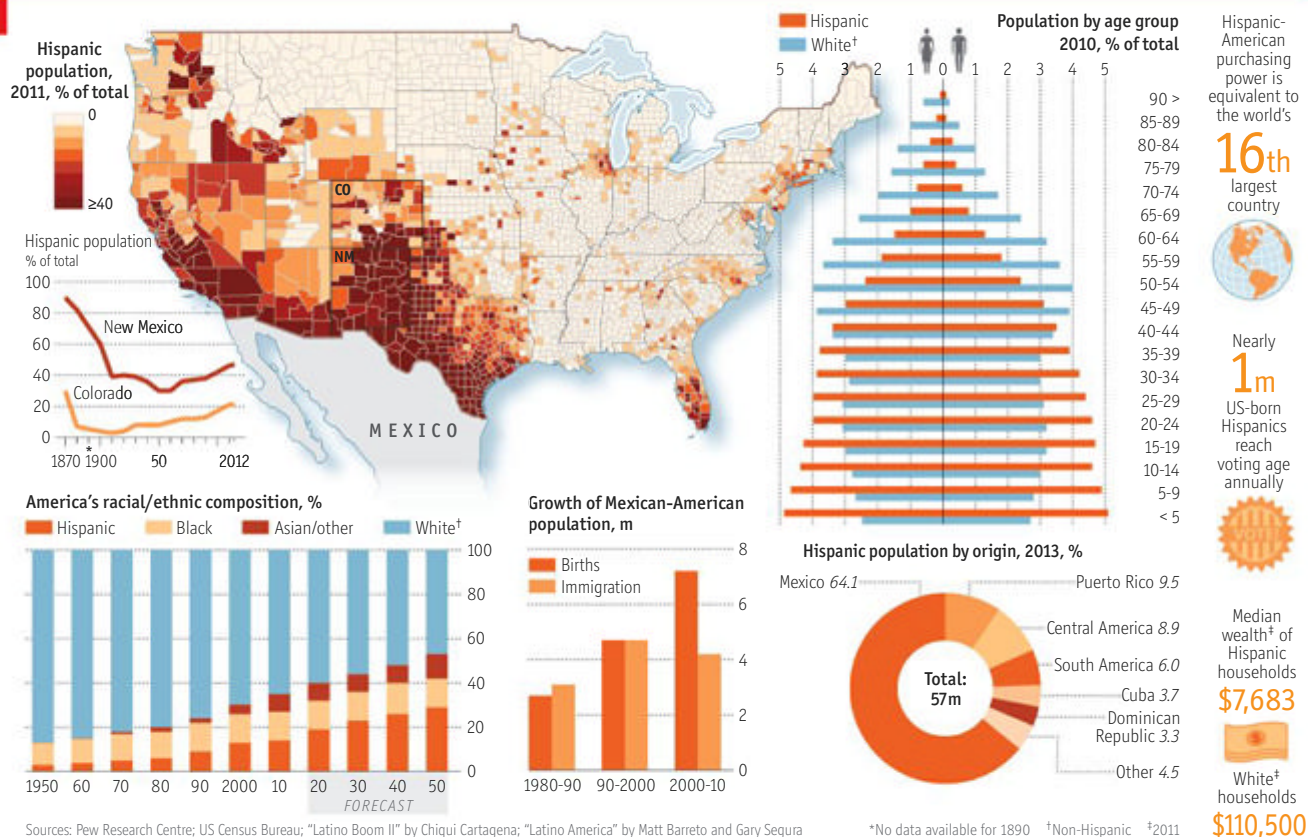 Hispanic
population,
2011, % of total
0
≥40
CO
NM
MEXICO
Hispanic population
% of total
100
80
60
40
20
0
New Mexico
Colorado
*
1870 1900 50 2012
Hispanic
White†
Population by age group
2010, % of total
5 4 3 2 1 0 1 2 3 4 5
90 >
85-89
80-84
75-79
70-74
65-69
60-64
55-59
50-54
45-49
40-44
35-39
30-34
25-29
20-24
15-19
10-14
5-9
< 5
Hispanic-
American
purchasing
power is
equivalent to
the world's
16th
largest
country
Nearly
1m
US-born
Hispanics
reach
voting age
annually
VOTE
Median
wealth‡ of
Hispanic
households
$7,683
$
White‡
households
$110,500
America's racial/ethnic composition, %
Hispanic Black Asian/other White†
100
80
60
40
20
0
1950 60 70 80 90 2000 10 20 30 40 50
FORECAST
Growth of Mexican-American
population, m
Births
Immigration
8
6
4
2
0
1980-90 90-2000 2000-10
Hispanic population by origin, 2013, %
Mexico 64.1
Puerto Rico 9.5
Central America 8.9
South America 6.0
Cuba 3.7
Dominican
Republic 3.3
Other 4.5
Total:
57m
Sources: Pew Research Centre; US Census Bureau; "Latino Boom II" by Chiqui Cartagena; "Latino America" by Matt Barreto and Gary Segura
*No data available for 1890 †Non-Hispanic ‡2011